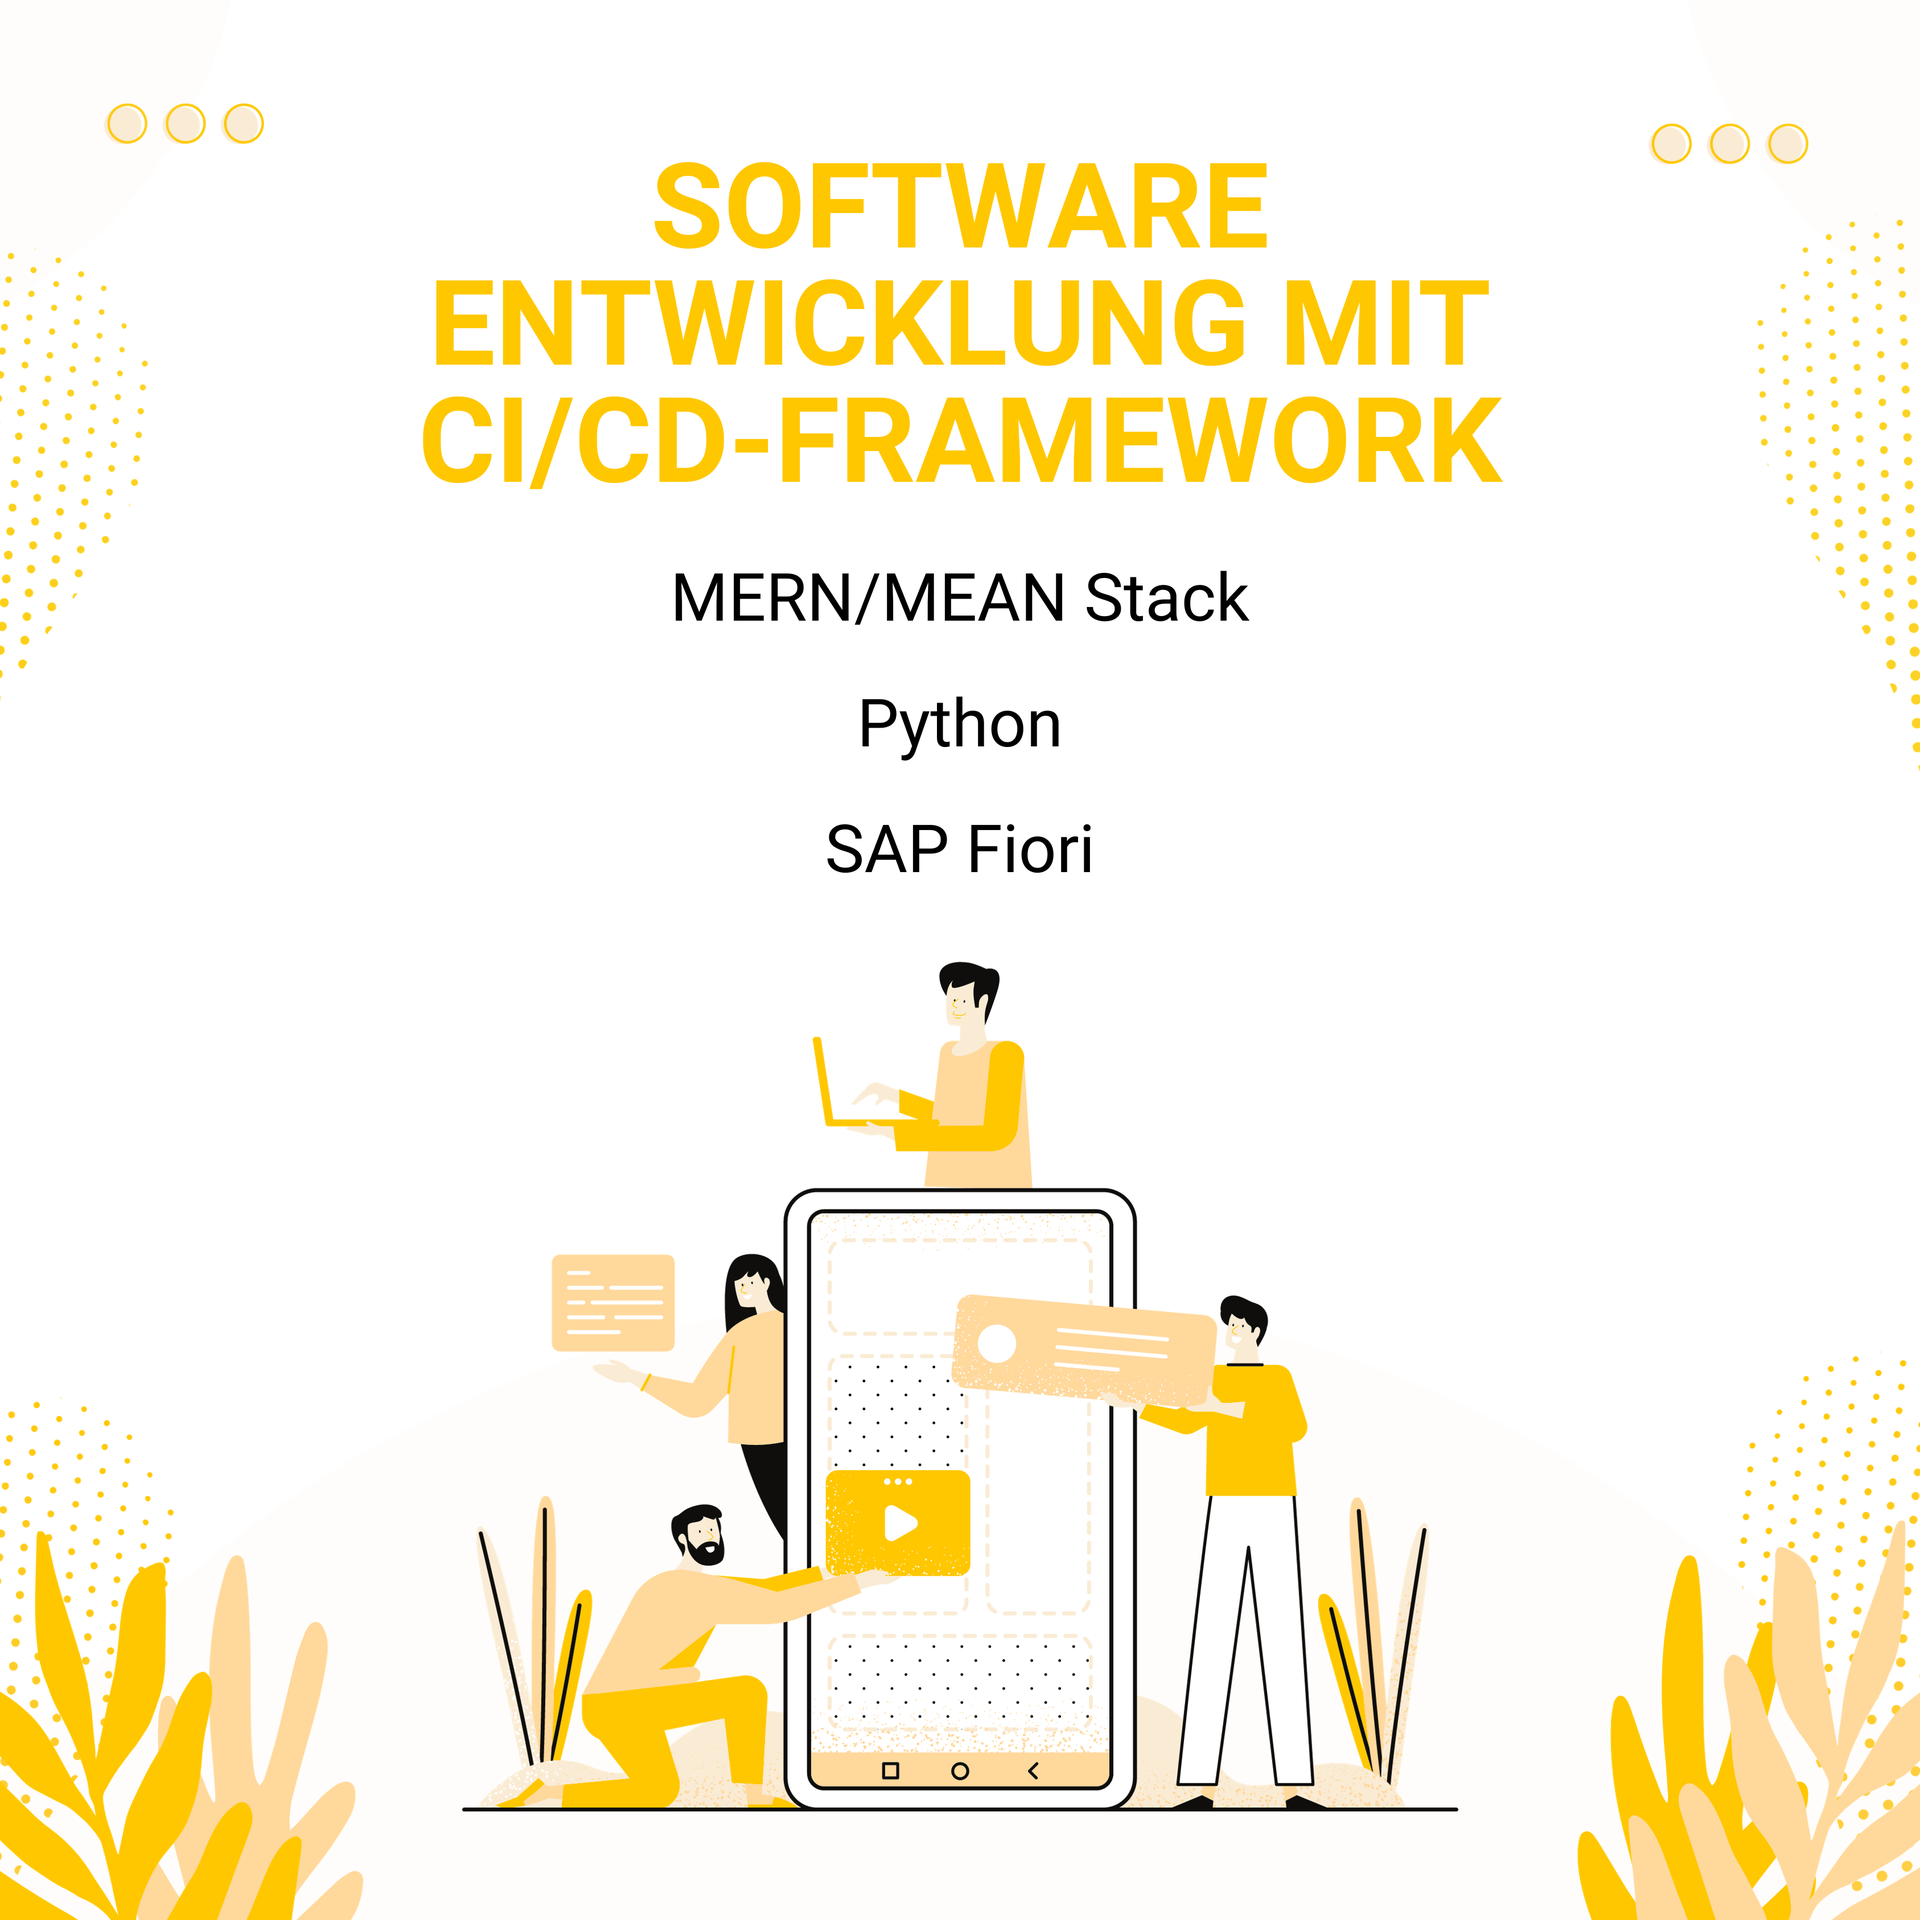 SOFTWARE
ENTWICKLUNG MIT
CI/CD-FRAMEWORK
MERN/MEAN Stack
Python
SAP Fiori